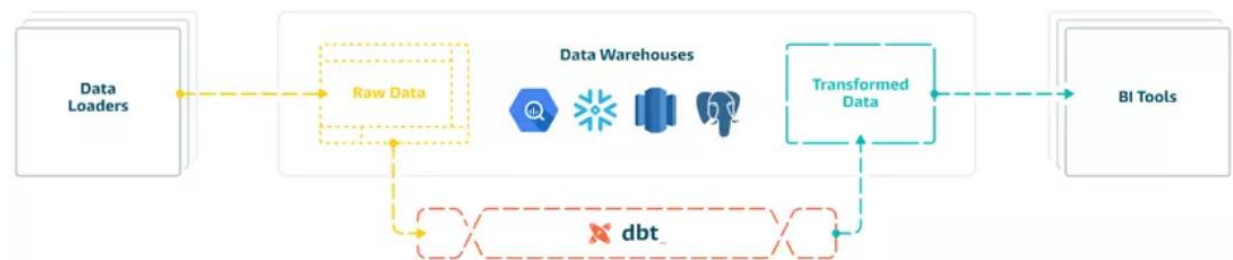 Data
Loaders
Raw Data
Data Warehouses
Transformed
Data
BI Tools
dbt_